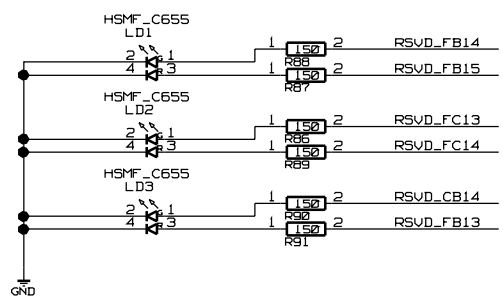 HSMF_C655
LD1
2 1 1 150 2 RSVD_FB14
R88
4 3 1 150 2 RSVD_FB15
R87
HSMF_C655
LD2
2 1 1 150 2 RSVD_FC13
R86
4 3 1 150 2 RSVD_FC14
R89
HSMF_C655
LD3
2 1 1 150 2 RSVD_CB14
R90
4 3 1 150 2 RSVD_FB13
R91
GND